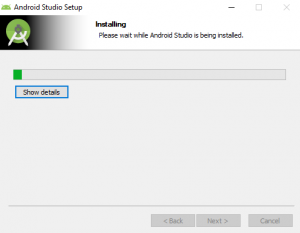 Android Studio Setup
Installing
Please wait while Android Studio is being installed.
Show details
< Back
Next >
Cancel